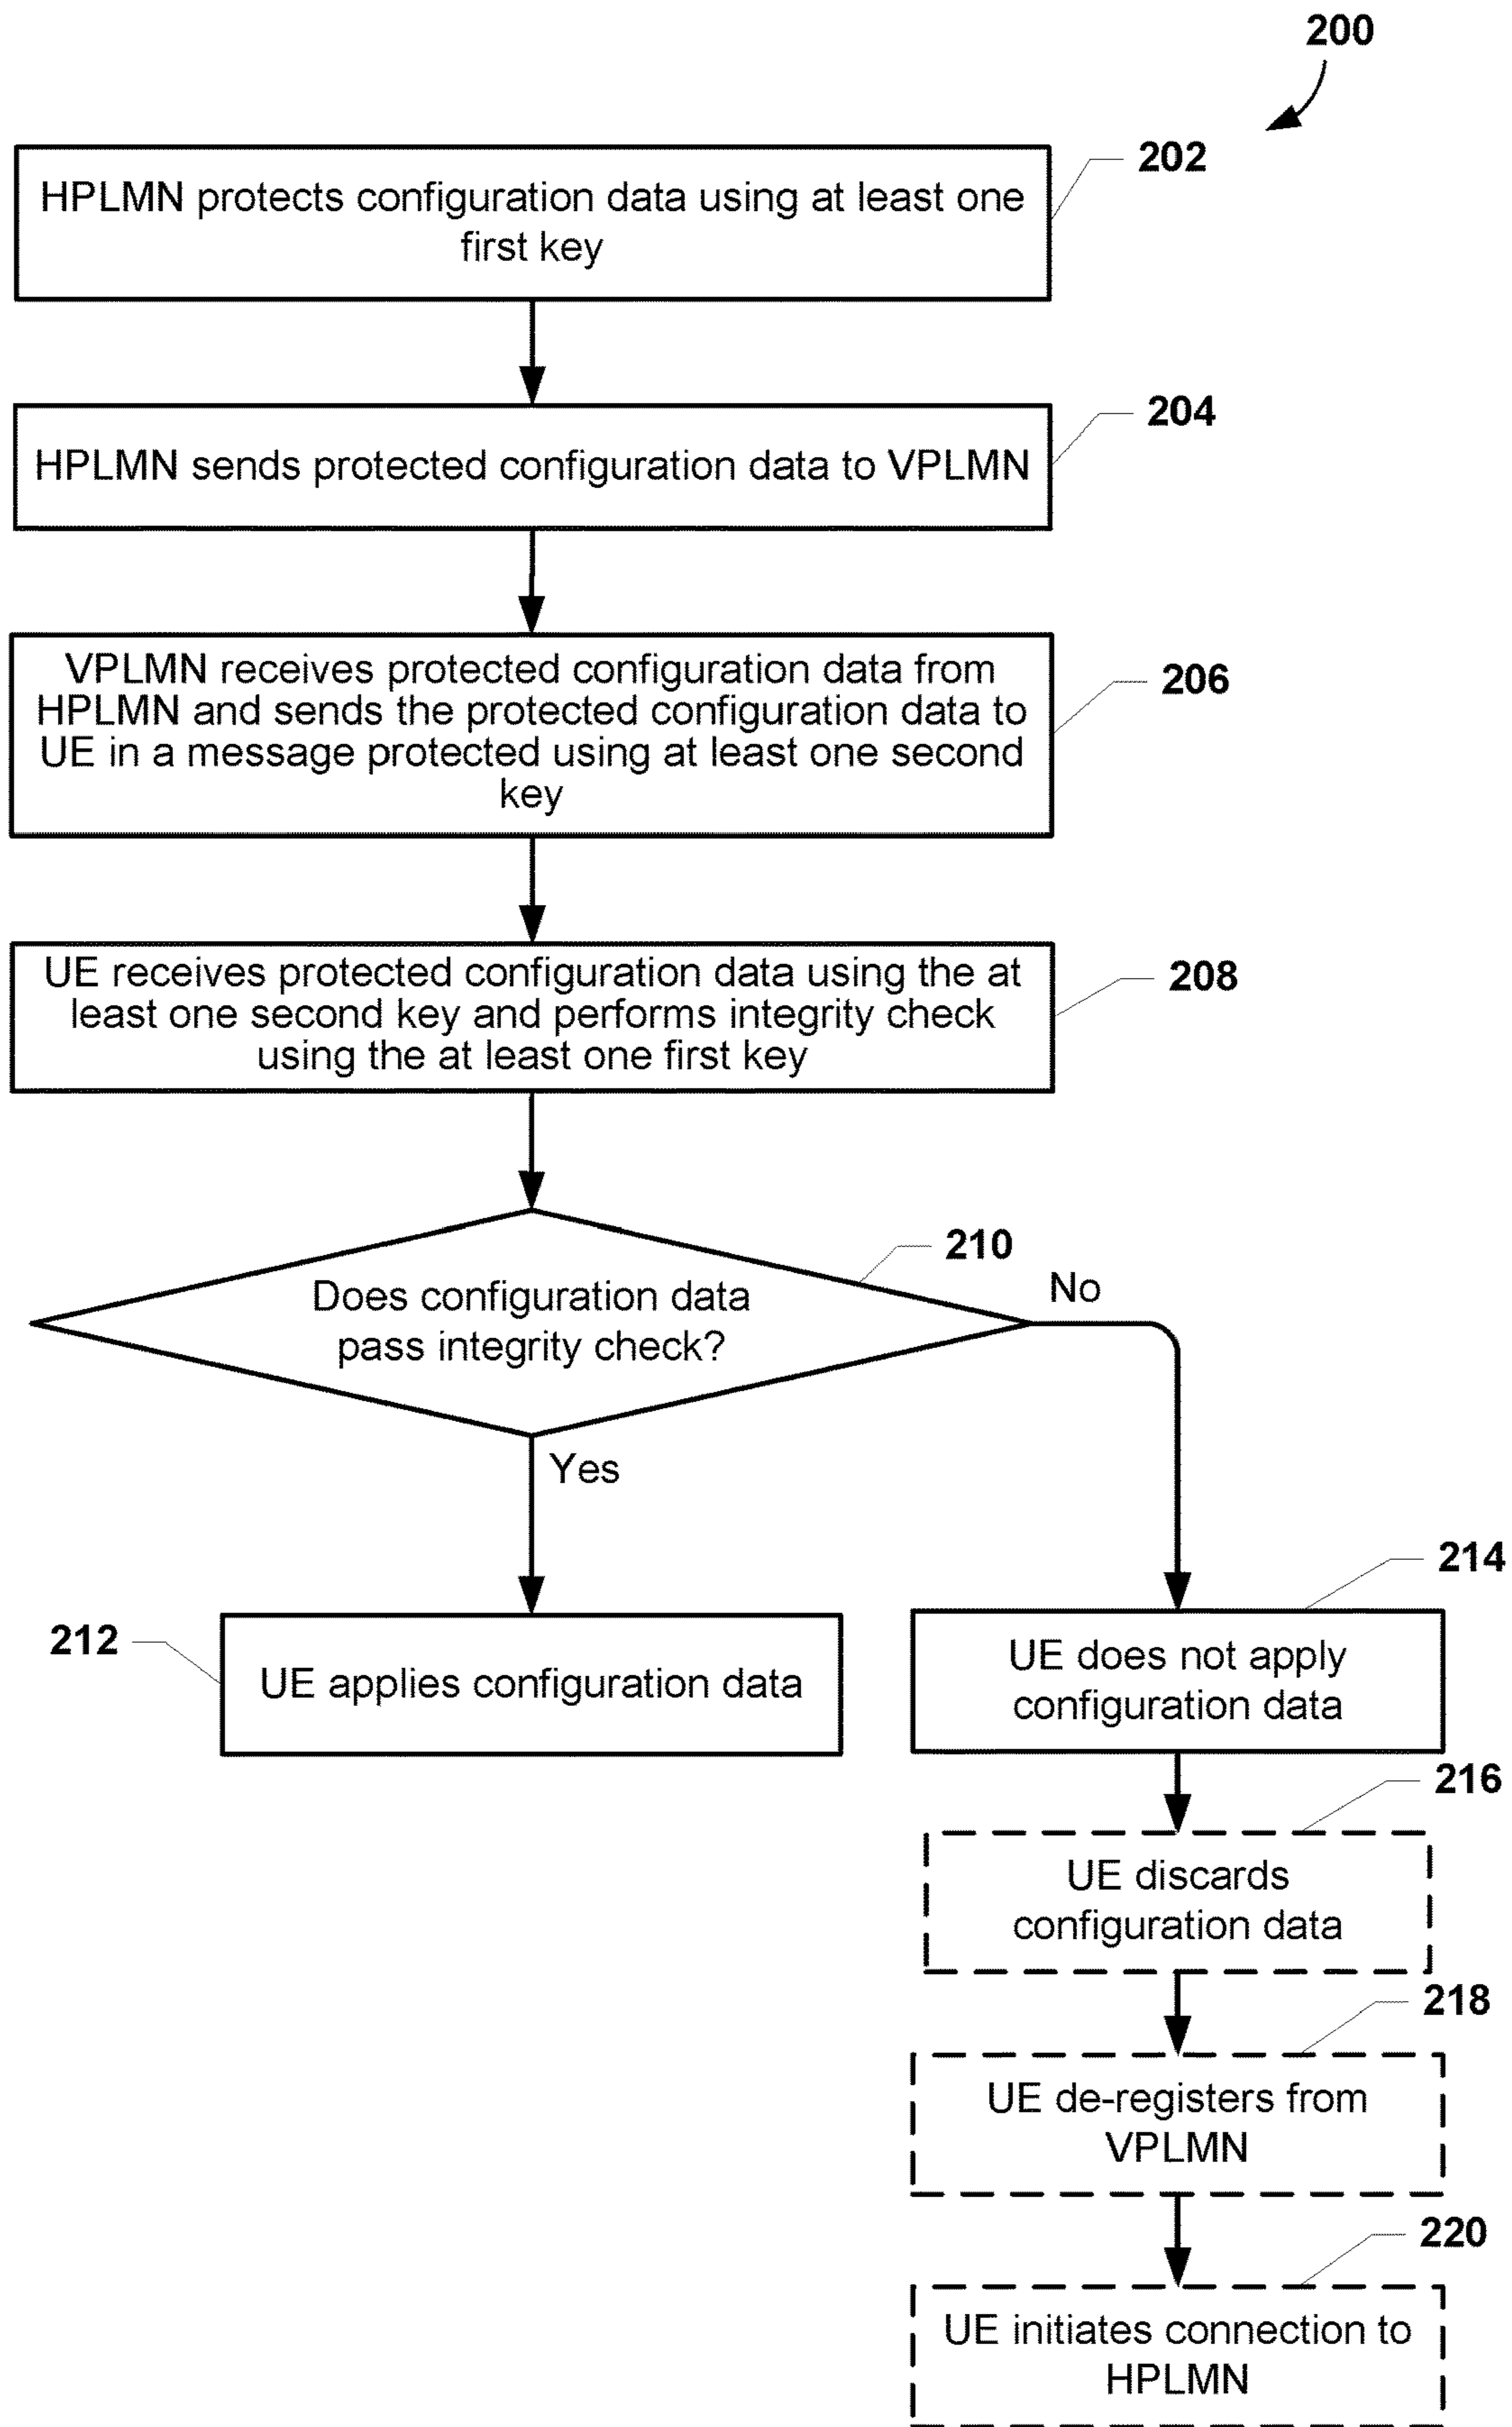 200
202
HPLMN protects configuration data using at least one
first key
204
HPLMN sends protected configuration data to VPLMN
206
VPLMN receives protected configuration data from
HPLMN and sends the protected configuration data to
UE in a message protected using at least one second
key
208
UE receives protected configuration data using the at
least one second key and performs integrity check
using the at least one first key
210
Does configuration data
pass integrity check?
No
Yes
212
UE applies configuration data
214
UE does not apply
configuration data
216
UE discards
configuration data
218
UE de-registers from
VPLMN
220
UE initiates connection to
HPLMN